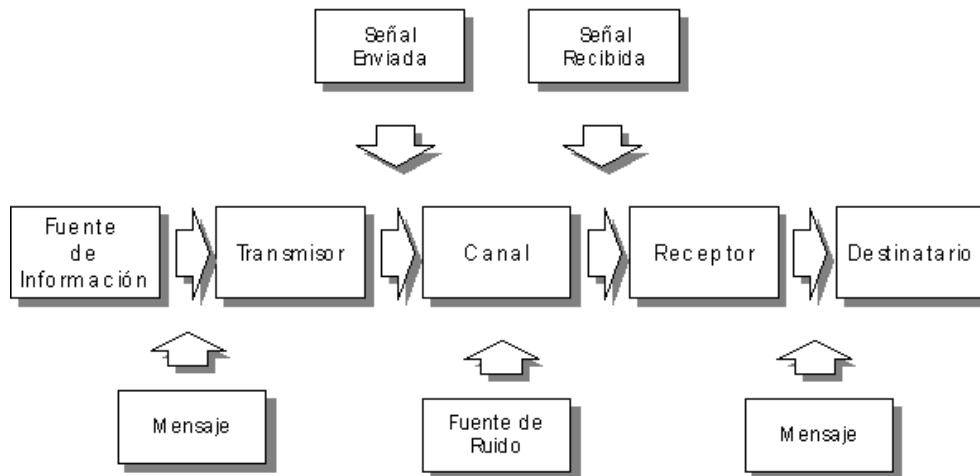 Señal
Enviada
Señal
Recibida
Fuente
de
Información
Transmisor
Canal
Receptor
Destinatario
Mensaje
Fuente de
Ruido
Mensaje